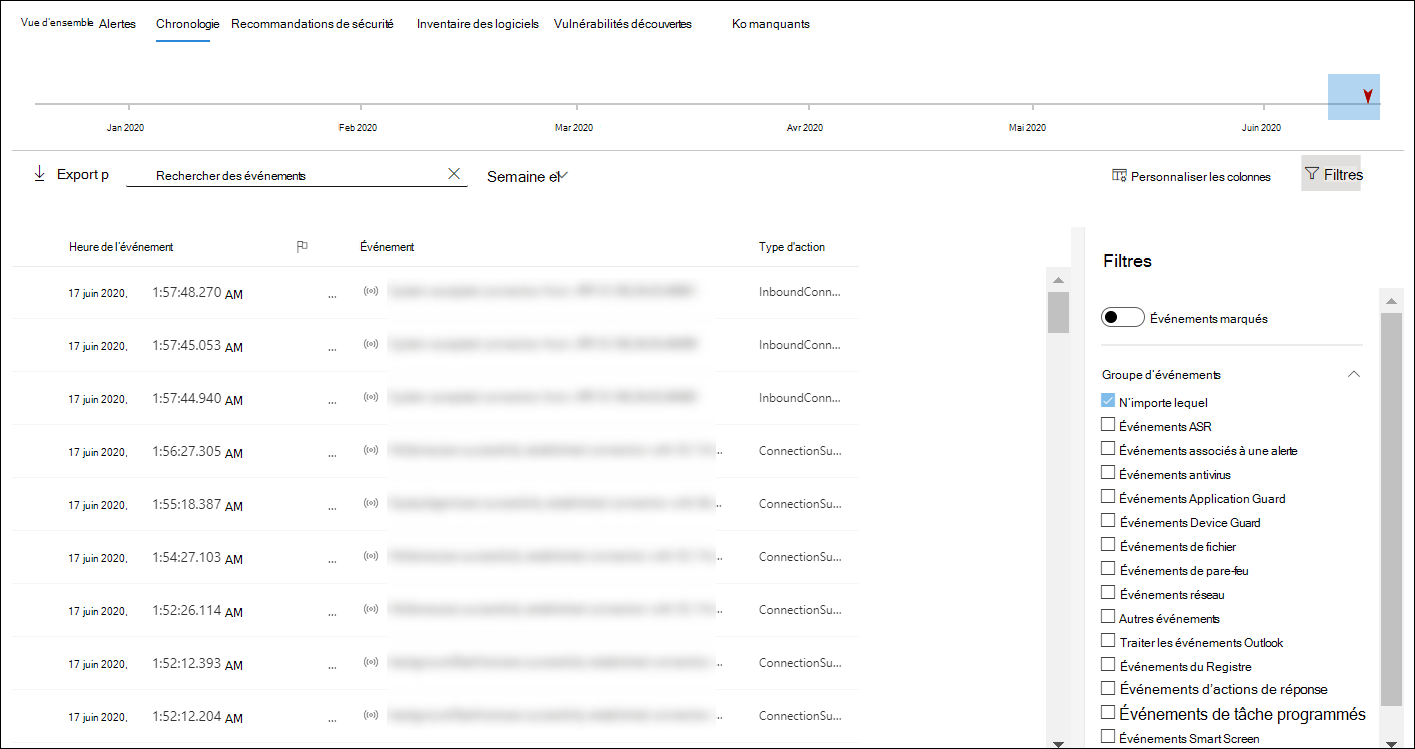 Vue d'ensemble Alertes Chronologie Recommandations de sécurité Inventaire des logiciels Vulnérabilités découvertes Ko manquants
Jan 2020 Feb 2020 Mar 2020 Avr 2020 Mai 2020 Juin 2020
Export p Rechercher des événements Semaine el Personnaliser les colonnes Filtres
Heure de l'événement Événement Type d'action
17 juin 2020, 1:57:48.270 AM ... InboundConn...
17 juin 2020, 1:57:45.053 AM ... InboundConn...
17 juin 2020, 1:57:44.940 AM ... InboundConn...
17 juin 2020, 1:56:27.305 AM ... ConnectionSu...
17 juin 2020, 1:55:18.387 AM ... ConnectionSu...
17 juin 2020, 1:54:27.103 AM ... ConnectionSu...
17 juin 2020, 1:52:26.114 AM ... ConnectionSu...
17 juin 2020, 1:52:12.393 AM ... ConnectionSu...
17 juin 2020, 1:52:12.204 AM ... ConnectionSu...
Filtres
Événements marqués
Groupe d'événements
N'importe lequel
Événements ASR
Événements associés à une alerte
Événements antivirus
Événements Application Guard
Événements Device Guard
Événements de fichier
Événements de pare-feu
Événements réseau
Autres événements
Traiter les événements Outlook
Événements du Registre
Événements d'actions de réponse
Événements de tâche programmés
Événements Smart Screen